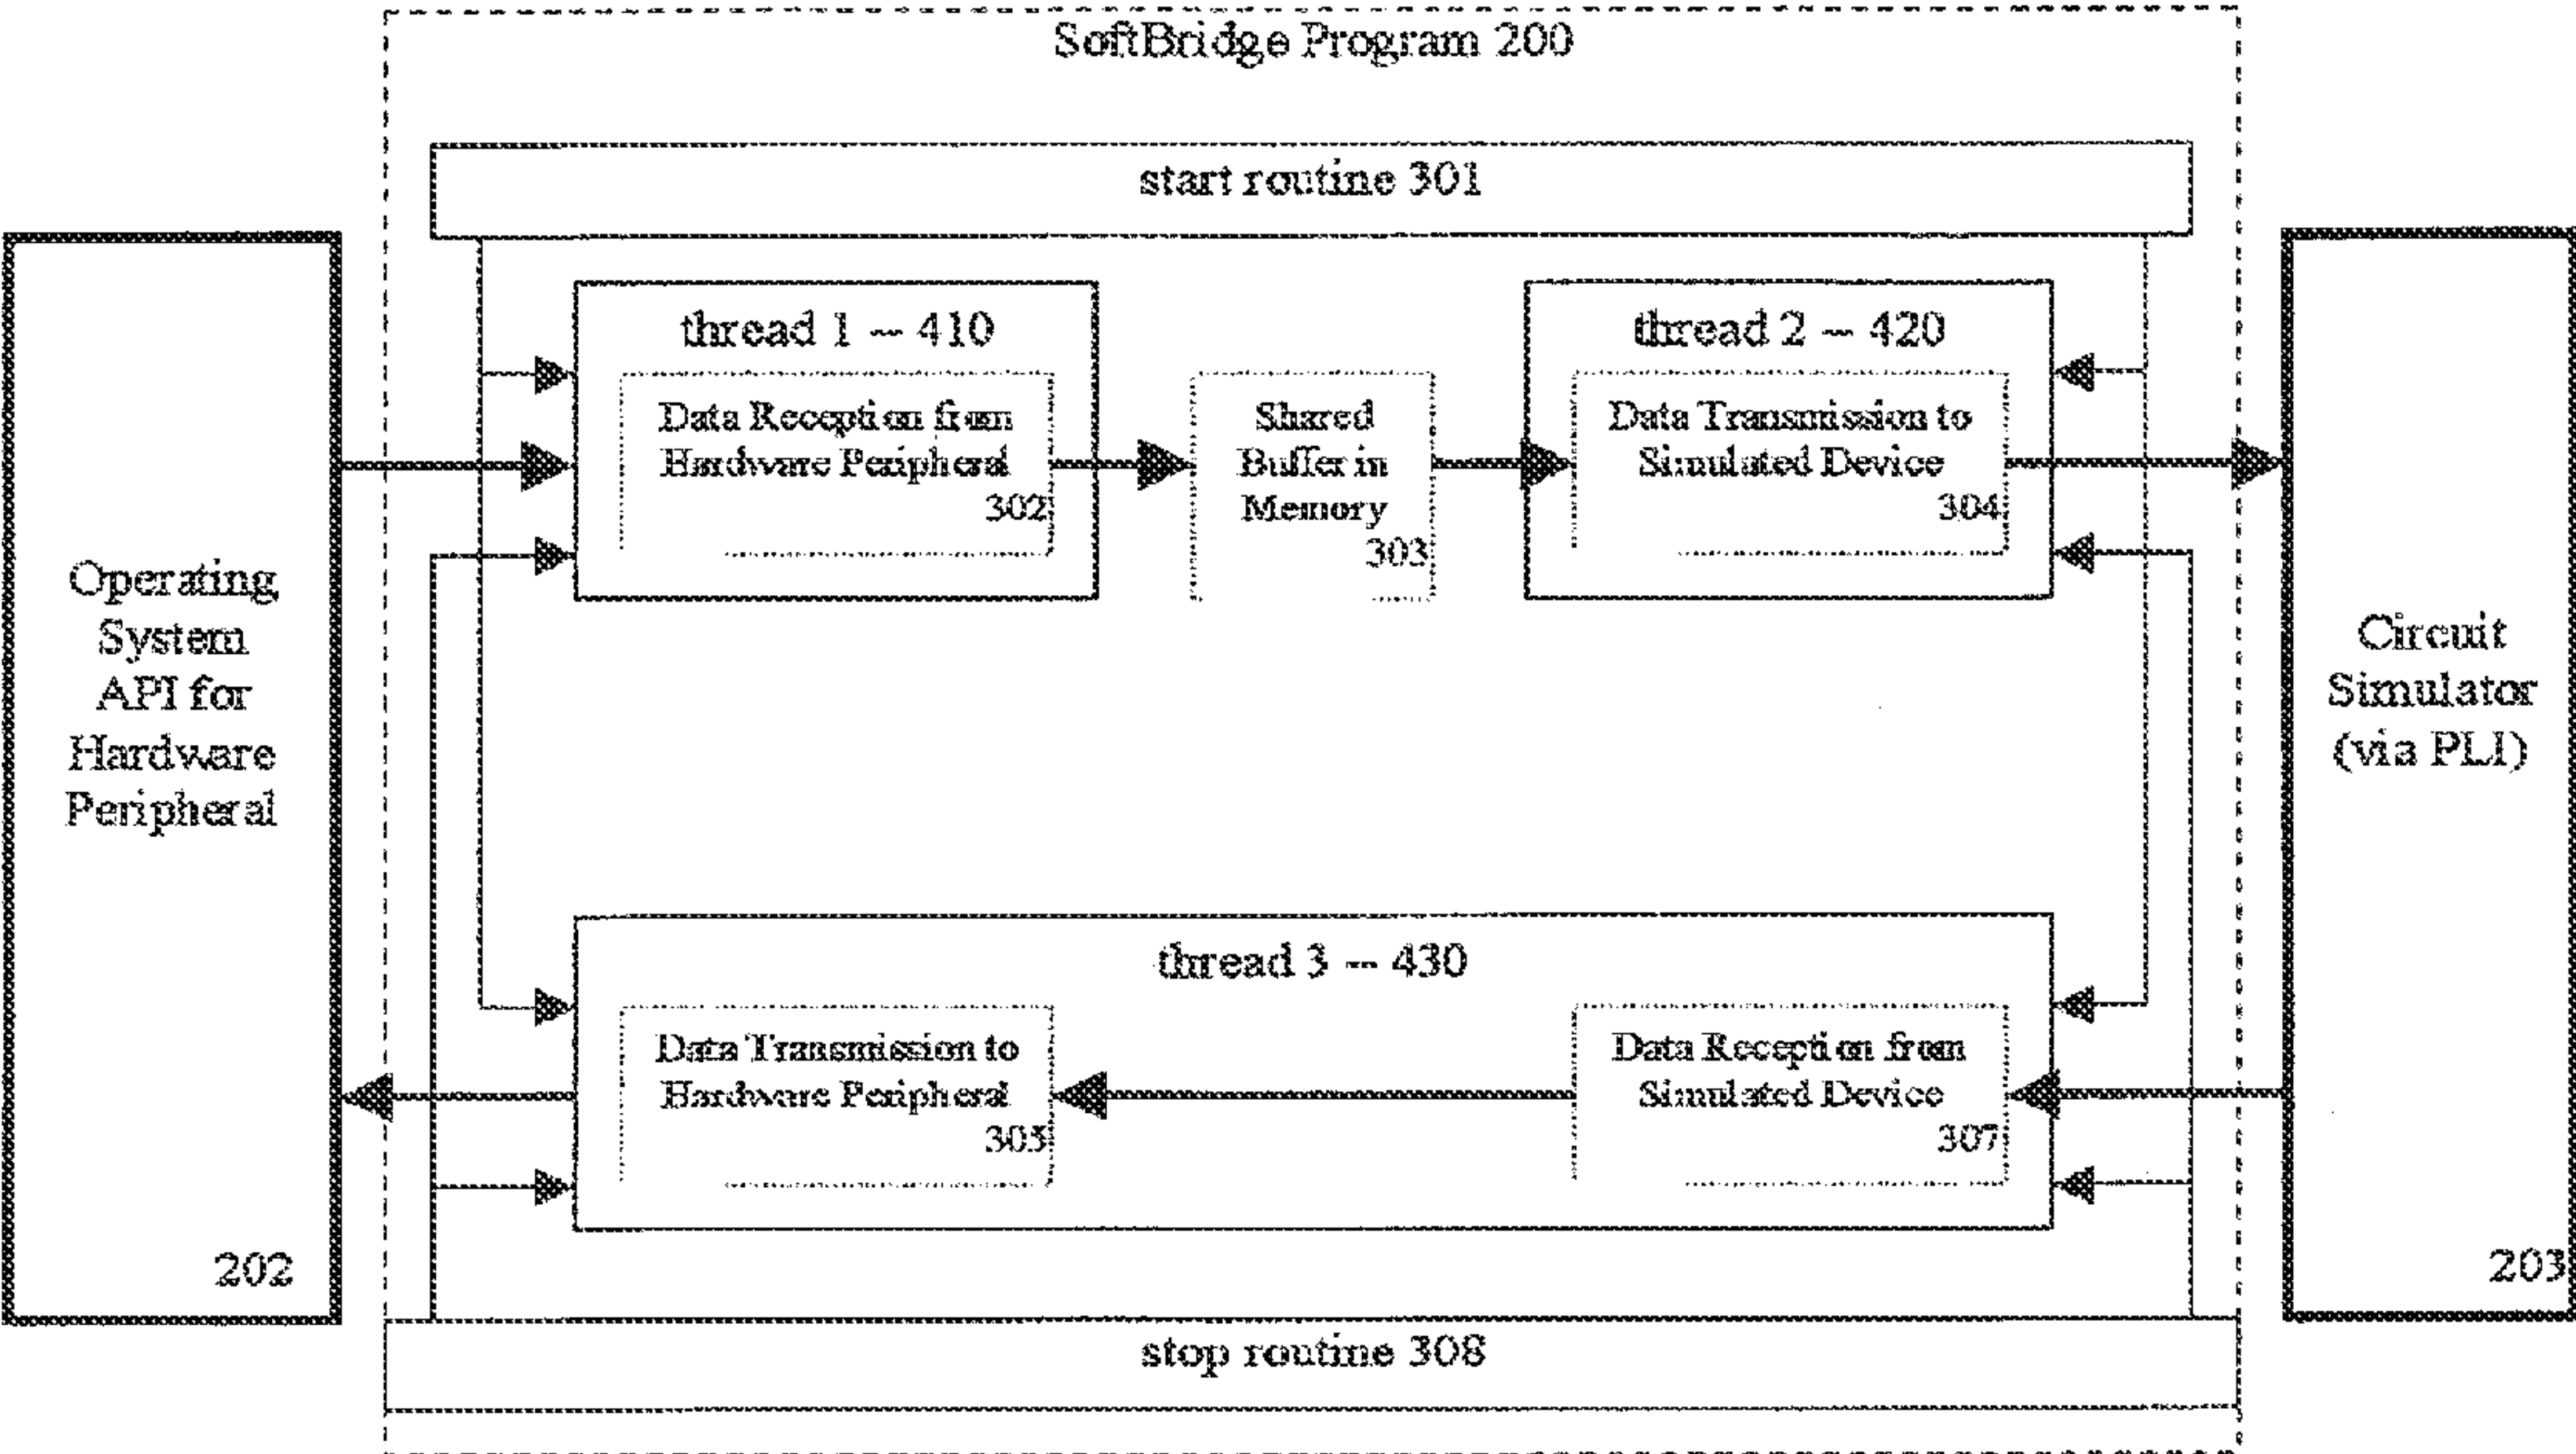 SoftBridge Program 200
start routine 301
thread 1 -- 410
Data Reception from
Hardware Peripheral
302
Shared
Buffer in
Memory
303
thread 2 -- 420
Data Transmission to
Simulated Device
304
Operating
System
API for
Hardware
Peripheral
202
Circuit
Simulator
(via PLI)
203
thread 3 -- 430
Data Transmission to
Hardware Peripheral
305
Data Reception from
Simulated Device
307
stop routine 308